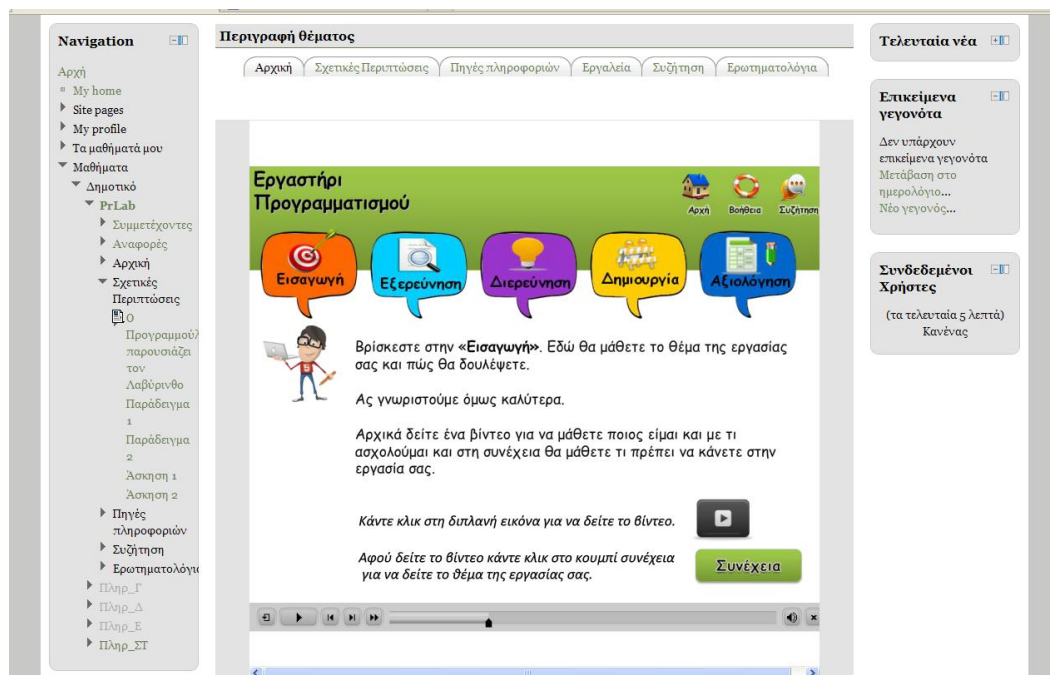 Navigation
Αρχή
My home
Site pages
My profile
Τα μαθήματά μου
Μαθήματα
Δημοτικό
PrLab
Συμμετέχοντες
Αναφορές
Αρχική
Σχετικές
Περιπτώσεις
Ο
Προγραμμούλ
παρουσιάζει
τον
Λαβύρινθο
Παράδειγμα
1
Παράδειγμα
2
Άσκηση 1
Άσκηση 2
Πηγές
πληροφοριών
Συζήτηση
Ερωτηματολόγιο
Πληρ_Γ
Πληρ_Δ
Πληρ_Ε
Πληρ_ΣΤ
Περιγραφή θέματος
Αρχική Σχετικές Περιπτώσεις Πηγές πληροφοριών Εργαλεία Συζήτηση Ερωτηματολόγια
Εργαστήρι
Προγραμματισμού
Αρχή Βοήθεια Συζήτηση
Εισαγωγή Εξερεύνηση Διερεύνηση Δημιουργία Αξιολόγηση
Βρίσκεστε στην «Εισαγωγή». Εδώ θα μάθετε το θέμα της εργασίας
σας και πώς θα δουλέψετε.
Ας γνωριστούμε όμως καλύτερα.
Αρχικά δείτε ένα βίντεο για να μάθετε ποιος είμαι και με τι
ασχολούμαι και στη συνέχεια θα μάθετε τι πρέπει να κάνετε στην
εργασία σας.
Κάντε κλικ στη διπλανή εικόνα για να δείτε το βίντεο.
Αφού δείτε το βίντεο κάντε κλικ στο κουμπί συνέχεια
για να δείτε το θέμα της εργασίας σας.
Συνέχεια
Τελευταία νέα
Επικείμενα
γεγονότα
Δεν υπάρχουν
επικείμενα γεγονότα
Μετάβαση στο
ημερολόγιο...
Νέο γεγονός...
Συνδεδεμένοι
Χρήστες
(τα τελευταία 5 λεπτά)
Κανένας